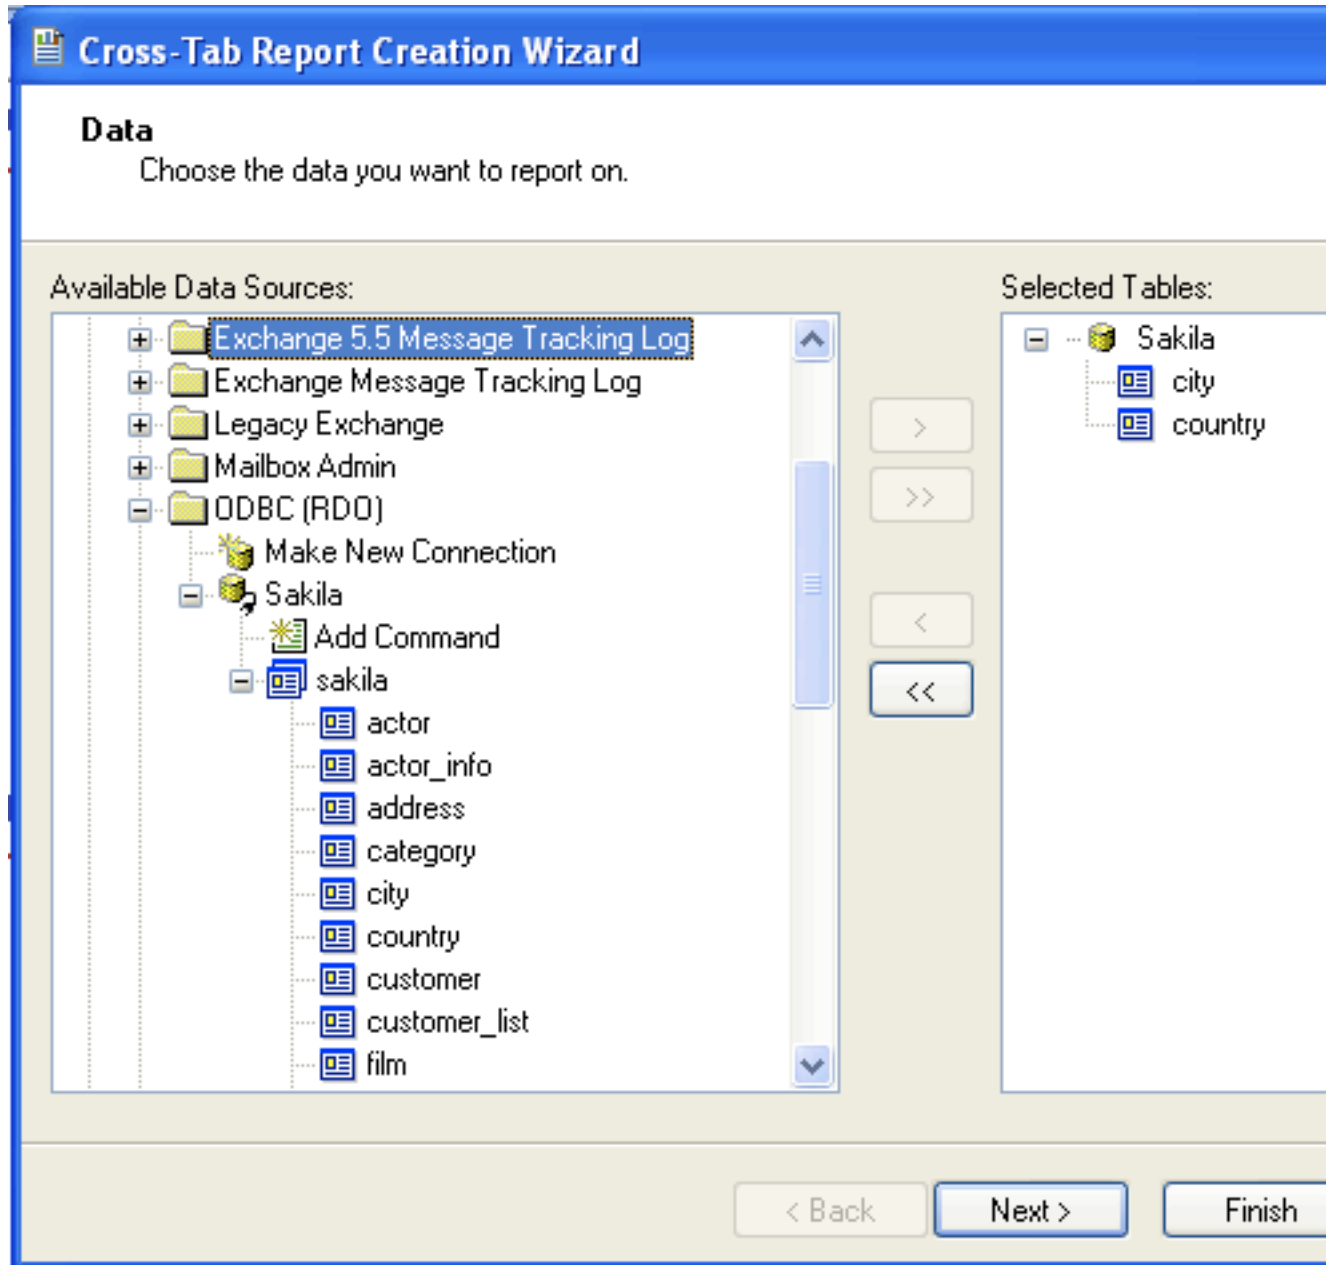 Cross-Tab Report Creation Wizard
Data
Choose the data you want to report on.
Available Data Sources:
Selected Tables:
Exchange 5.5 Message Tracking Log
Exchange Message Tracking Log
Legacy Exchange
Mailbox Admin
ODBC (RDO)
Make New Connection
Sakila
Add Command
sakila
actor
actor_info
address
category
city
country
customer
customer_list
film
>
>>
<
<<
Sakila
city
country
< Back
Next >
Finish